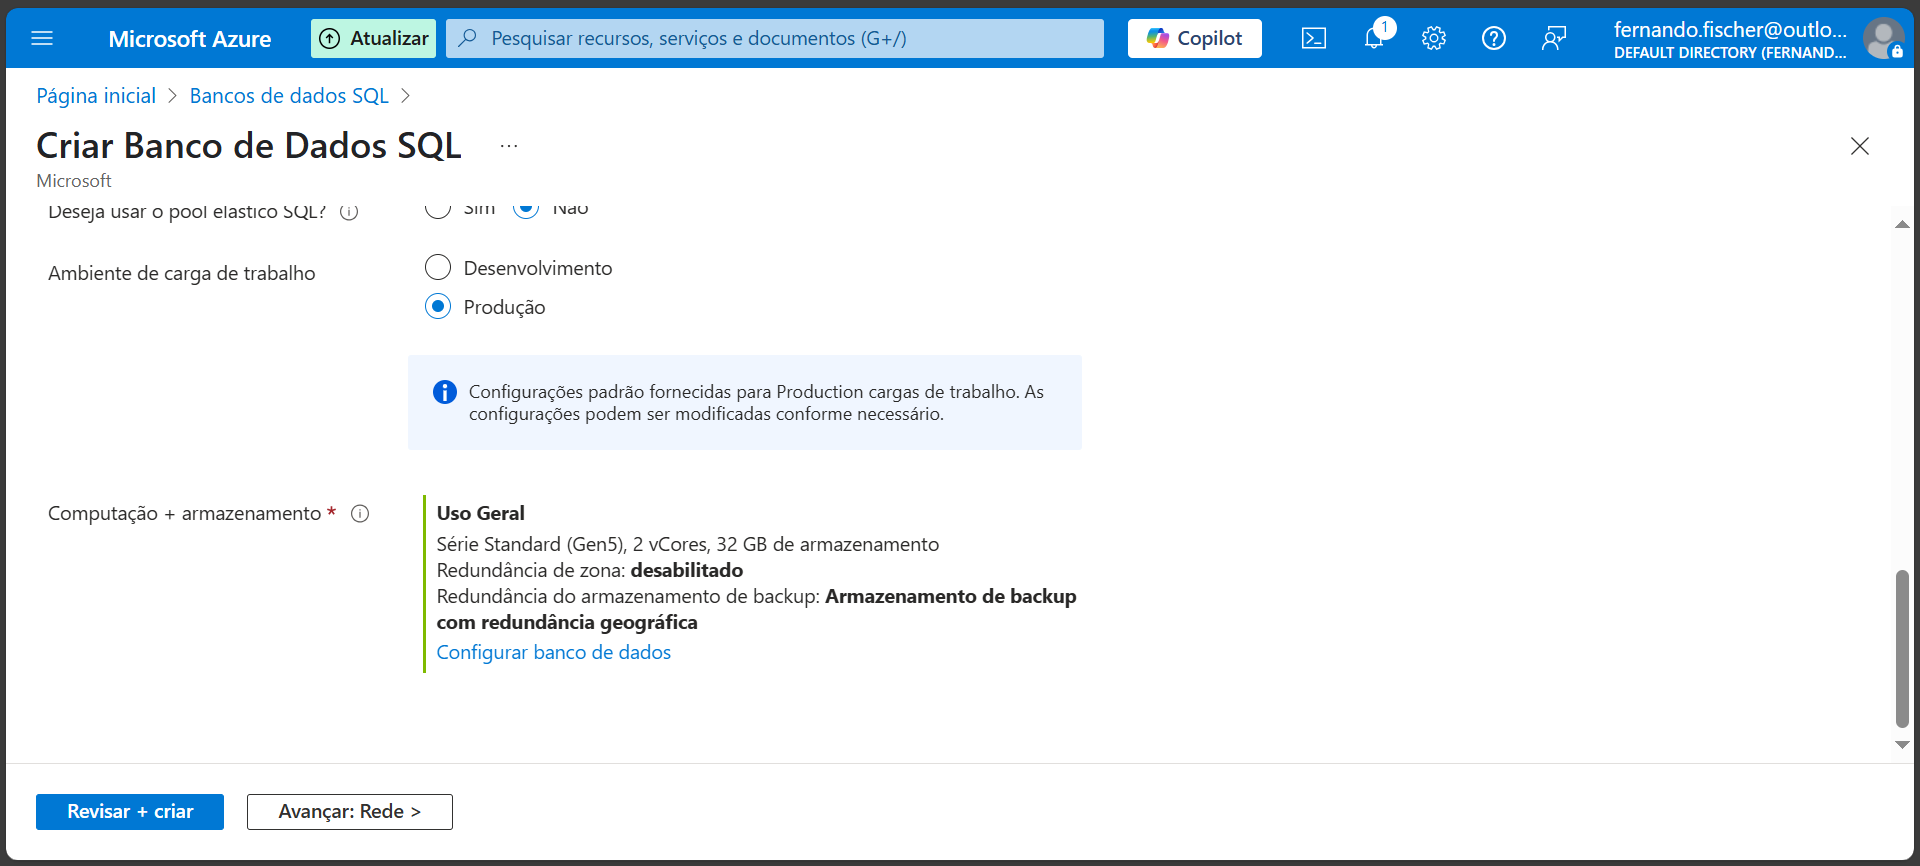 Microsoft Azure
Atualizar
Pesquisar recursos, serviços e documentos (G+/)
Copilot
1
fernando.fischer@outlo...
DEFAULT DIRECTORY (FERNAND...
Página inicial > Bancos de dados SQL >
Criar Banco de Dados SQL ...
Microsoft
Deseja usar o pool elástico SQL? Sim Não
Ambiente de carga de trabalho
Desenvolvimento
Produção
Configurações padrão fornecidas para Production cargas de trabalho. As
configurações podem ser modificadas conforme necessário.
Computação + armazenamento *
Uso Geral
Série Standard (Gen5), 2 vCores, 32 GB de armazenamento
Redundância de zona: desabilitado
Redundância do armazenamento de backup: Armazenamento de backup
com redundância geográfica
Configurar banco de dados
Revisar + criar
Avançar: Rede >